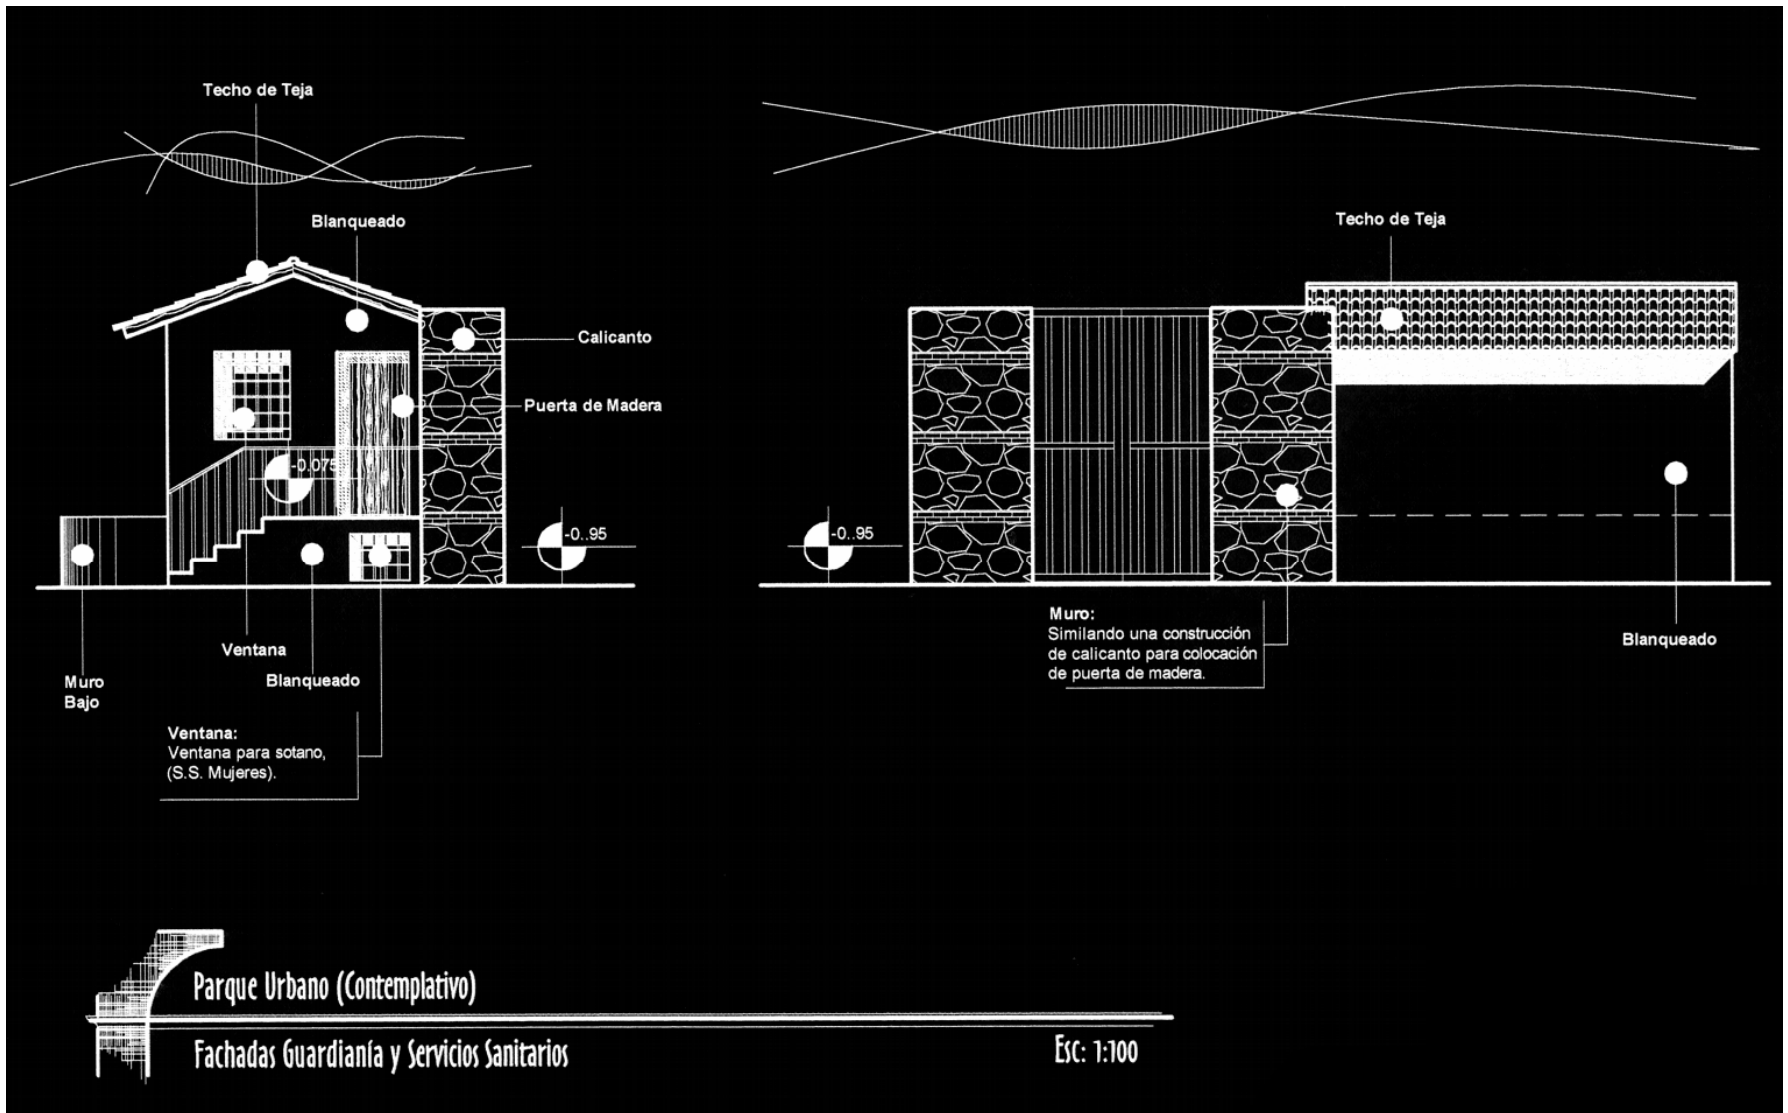 Techo de Teja
Blanqueado
Calicanto
Puerta de Madera
-0.075
-0..95
Ventana
Blanqueado
Muro
Bajo
Ventana:
Ventana para sotano,
(S.S. Mujeres).
Techo de Teja
-0..95
Muro:
Similando una construcción
de calicanto para colocación
de puerta de madera.
Blanqueado
Parque Urbano (Contemplativo)
Fachadas Guardianía y Servicios Sanitarios
Esc: 1:100